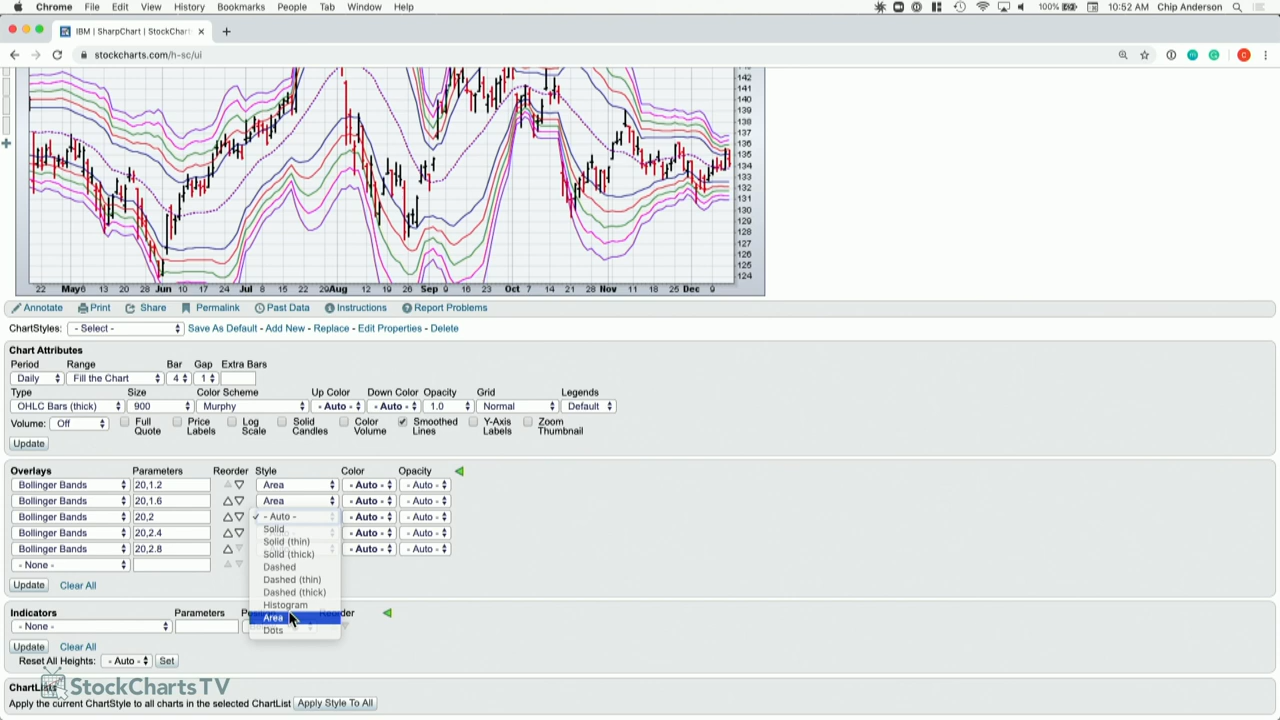 Chrome File Edit View History Bookmarks People Tab Window Help 100% 10:52 AM Chip Anderson
IBM | SharpChart | StockChart
stockcharts.com/h-sc/ui
142
141
140
139
138
137
136
135
134
133
132
131
130
129
128
127
126
125
124
22 May6 13 20 28 Jun 10 17 24 Jul 8 15 22 29Aug 12 19 26 Sep 9 16 23 Oct 7 14 21 28 Nov 11 18 25 Dec 9
Annotate Print Share Permalink Past Data Instructions Report Problems
ChartStyles: - Select - Save As Default - Add New - Replace - Edit Properties - Delete
Chart Attributes
Period Range Bar Gap Extra Bars
Daily Fill the Chart 4 1
Type Size Color Scheme Up Color Down Color Opacity Grid Legends
OHLC Bars (thick) 900 Murphy - Auto - - Auto - 1.0 Normal Default
Volume: Off Full Quote Price Labels Log Scale Solid Candles Color Volume Smoothed Lines Y-Axis Labels Zoom Thumbnail
Update
Overlays Parameters Reorder Style Color Opacity
Bollinger Bands 20,1.2 Area - Auto - - Auto -
Bollinger Bands 20,1.6 Area - Auto - - Auto -
Bollinger Bands 20,2 - Auto - - Auto - - Auto -
Bollinger Bands 20,2.4 - Auto - - Auto -
Bollinger Bands 20,2.8 - Auto - - Auto -
- None -
Solid
Solid (thin)
Solid (thick)
Dashed
Dashed (thin)
Dashed (thick)
Histogram
Area
Dots
Update Clear All
Indicators Parameters Reorder
- None -
Update Clear All
Reset All Heights: - Auto - Set
ChartLists
StockChartsTV
Apply the current ChartStyle to all charts in the selected ChartList Apply Style To All